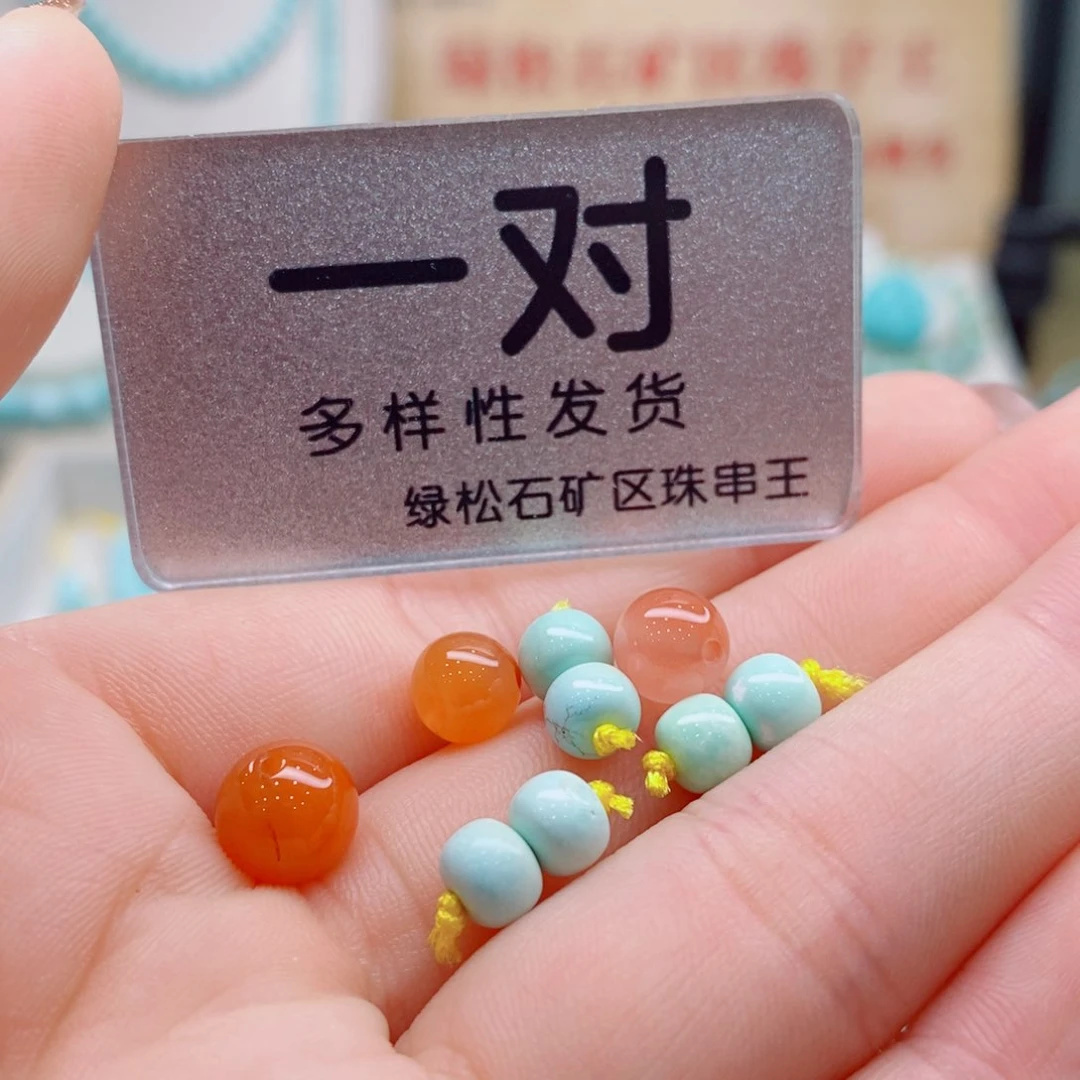 一对
多样性发货
绿松石矿区珠串王